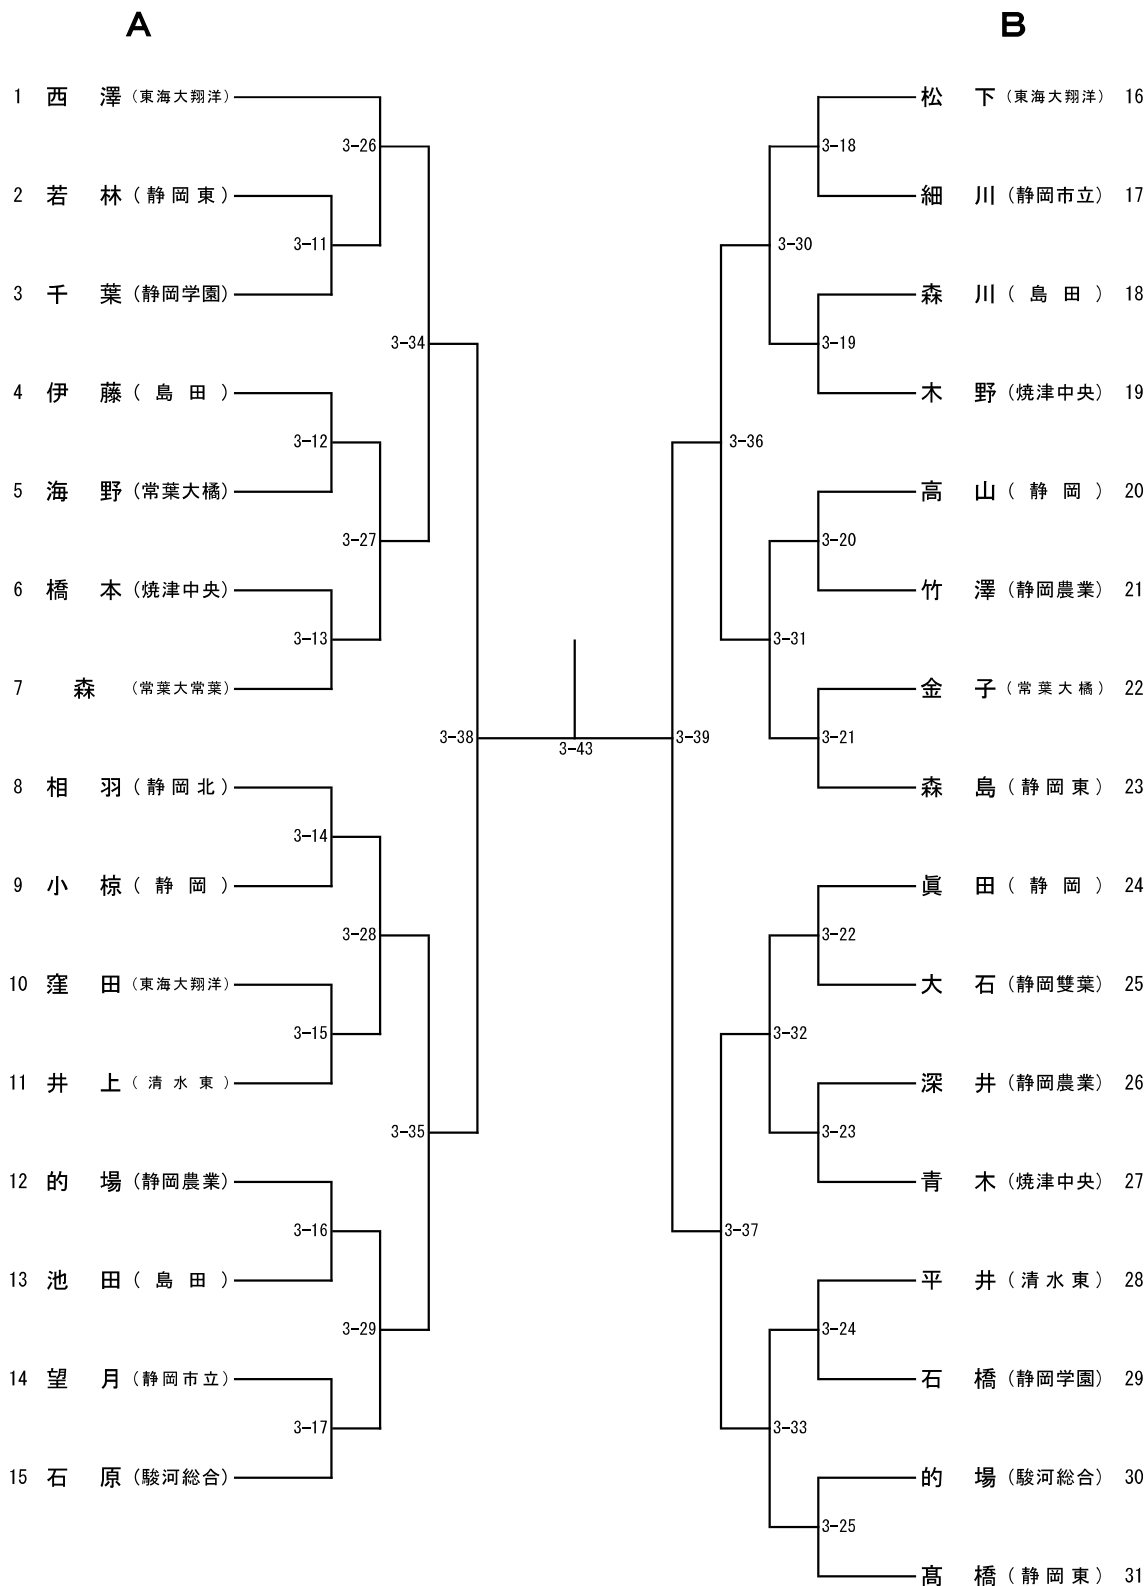 A
1 西澤 (東海大翔洋)
3-26
2 若林 (静岡東)
3-11
3 千葉 (静岡学園)
3-34
4 伊藤 (島田)
3-12
5 海野 (常葉大橘)
3-27
6 橋本 (焼津中央)
3-13
7 森 (常葉大常葉)
3-38
8 相羽 (静岡北)
3-14
9 小椋 (静岡)
3-28
10 窪田 (東海大翔洋)
3-15
11 井上 (清水東)
3-35
12 的場 (静岡農業)
3-16
13 池田 (島田)
3-29
14 望月 (静岡市立)
3-17
15 石原 (駿河総合)
3-43
B
松下 (東海大翔洋) 16
3-18
細川 (静岡市立) 17
3-30
森川 (島田) 18
3-19
木野 (焼津中央) 19
3-36
高山 (静岡) 20
3-20
竹澤 (静岡農業) 21
3-31
金子 (常葉大橘) 22
3-21
3-39
森島 (静岡東) 23
眞田 (静岡) 24
3-22
大石 (静岡雙葉) 25
3-32
深井 (静岡農業) 26
3-23
青木 (焼津中央) 27
3-37
平井 (清水東) 28
3-24
石橋 (静岡学園) 29
3-33
的場 (駿河総合) 30
3-25
髙橋 (静岡東) 31